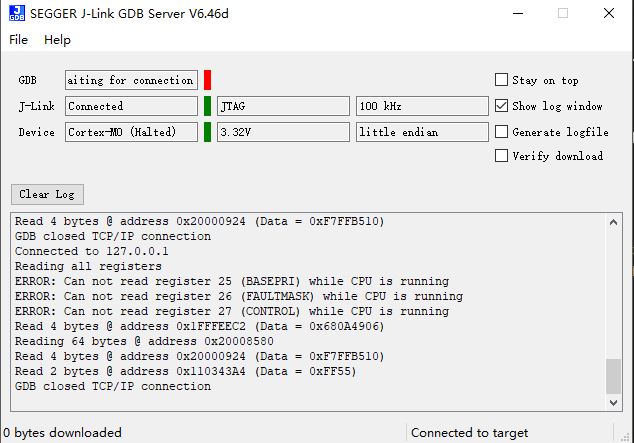 SEGGER J-Link GDB Server V6.46d
File Help
GDB aiting for connection Stay on top
J-Link Connected JTAG 100 kHz Show log window
Device Cortex-M0 (Halted) 3.32V little endian Generate logfile
Verify download
Clear Log
Read 4 bytes @ address 0x20000924 (Data = 0xF7FFB510)
GDB closed TCP/IP connection
Connected to 127.0.0.1
Reading all registers
ERROR: Can not read register 25 (BASEPRI) while CPU is running
ERROR: Can not read register 26 (FAULTMASK) while CPU is running
ERROR: Can not read register 27 (CONTROL) while CPU is running
Read 4 bytes @ address 0x1FFFEEC2 (Data = 0x680A4906)
Reading 64 bytes @ address 0x20008580
Read 4 bytes @ address 0x20000924 (Data = 0xF7FFB510)
Read 2 bytes @ address 0x110343A4 (Data = 0xFF55)
GDB closed TCP/IP connection
0 bytes downloaded Connected to target